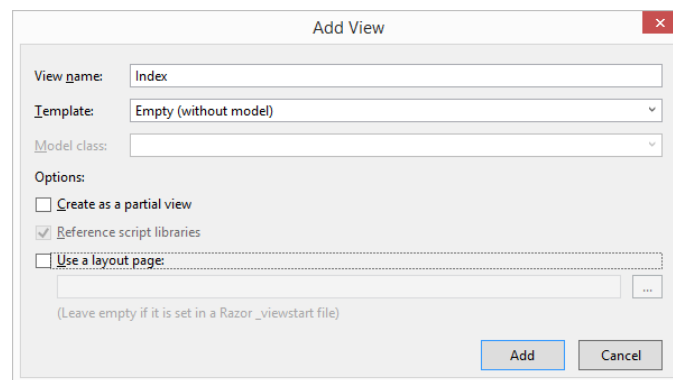 Add View
View name: Index
Template: Empty (without model)
Model class:
Options:
Create as a partial view
Reference script libraries
Use a layout page:
...
(Leave empty if it is set in a Razor _viewstart file)
Add Cancel